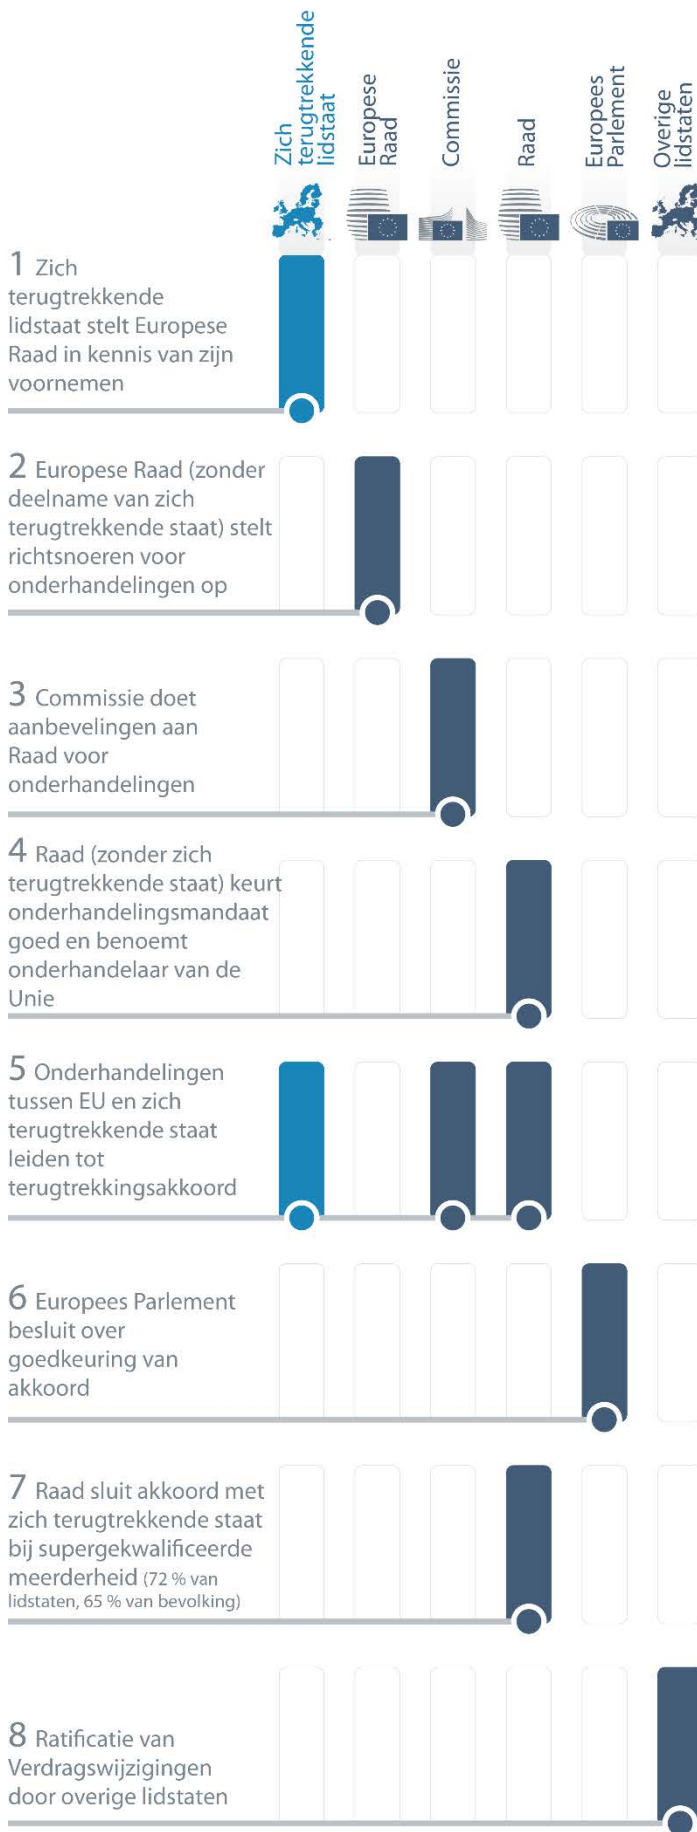 Zich
terugtrekkende
lidstaat
Europese
Raad
Commissie
Raad
Europees
Parlement
Overige
lidstaten
1 Zich
terugtrekkende
lidstaat stelt Europese
Raad in kennis van zijn
voornemen
2 Europese Raad (zonder
deelname van zich
terugtrekkende staat) stelt
richtsnoeren voor
onderhandelingen op
3 Commissie doet
aanbevelingen aan
Raad voor
onderhandelingen
4 Raad (zonder zich
terugtrekkende staat) keurt
onderhandelingsmandaat
goed en benoemt
onderhandelaar van de
Unie
5 Onderhandelingen
tussen EU en zich
terugtrekkende staat
leiden tot
terugtrekkingsakkoord
6 Europees Parlement
besluit over
goedkeuring van
akkoord
7 Raad sluit akkoord met
zich terugtrekkende staat
bij supergekwalificeerde
meerderheid (72 % van
lidstaten, 65 % van bevolking)
8 Ratificatie van
Verdragswijzigingen
door overige lidstaten